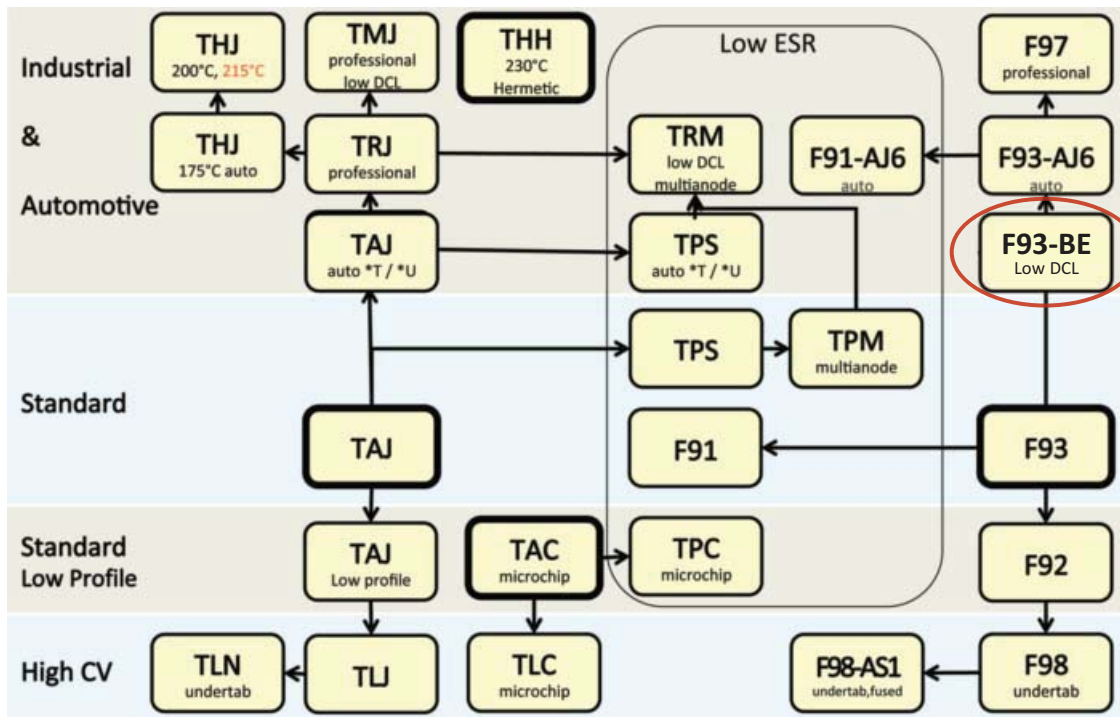 Industrial
&
Automotive
THJ
200°C, 215°C
TMJ
professional
low DCL
THH
230°C
Hermetic
Low ESR
F97
professional
THJ
175°C auto
TRJ
professional
TRM
low DCL
multianode
F91-AJ6
auto
F93-AJ6
auto
TAJ
auto *T / *U
TPS
auto *T / *U
F93-BE
Low DCL
Standard
TPS
TPM
multianode
TAJ
F91
F93
Standard
Low Profile
TAJ
Low profile
TAC
microchip
TPC
microchip
F92
High CV
TLN
undertab
TLJ
TLC
microchip
F98-AS1
undertab,fused
F98
undertab